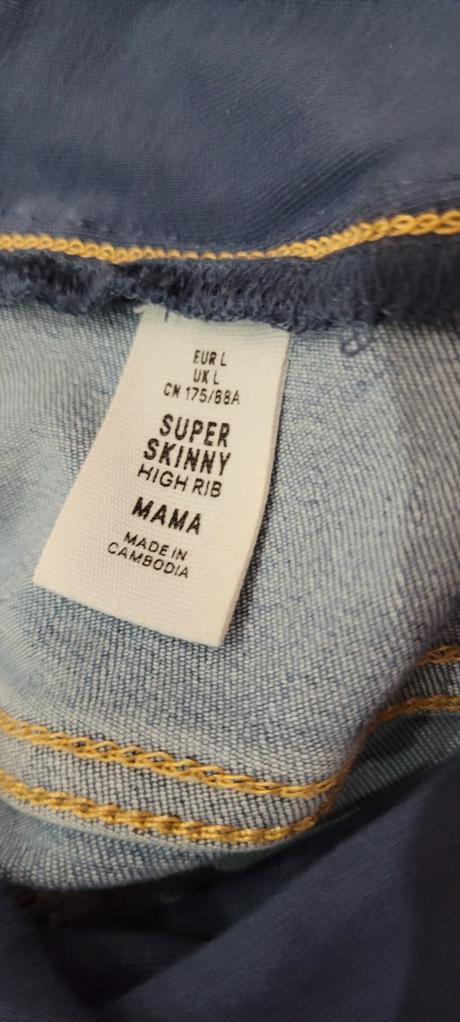 EUR L
UK L
CN 175/88A
SUPER
SKINNY
HIGH RIB
MAMA
MADE IN
CAMBODIA